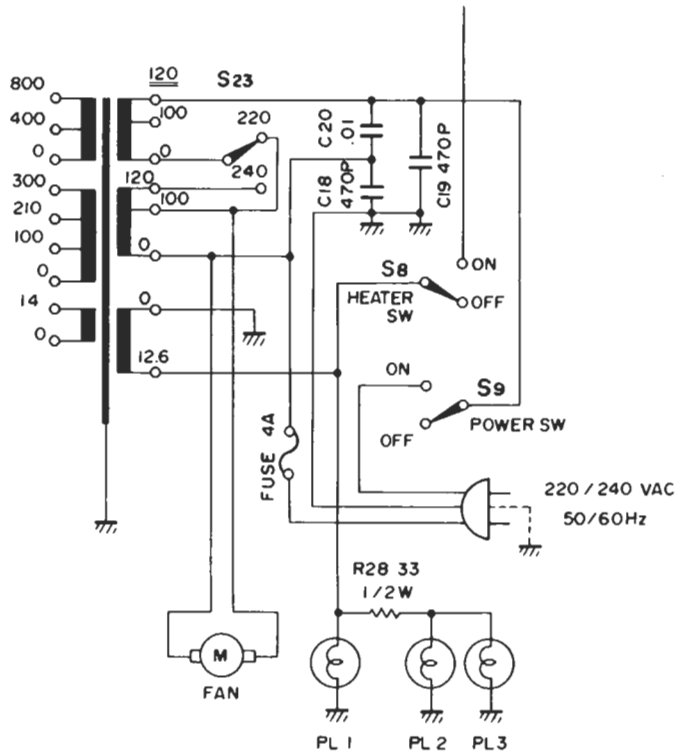 120 S23
800
400
0
100
0
220
240
C20 .01
C18 470P
C19 470P
300
210
100
0
120
100
0
14
0
0
12.6
S8
HEATER SW
ON
OFF
ON
OFF
S9
POWER SW
FUSE 4A
220/240 VAC
50/60Hz
R28 33
1/2W
M
FAN
PL 1
PL 2
PL3